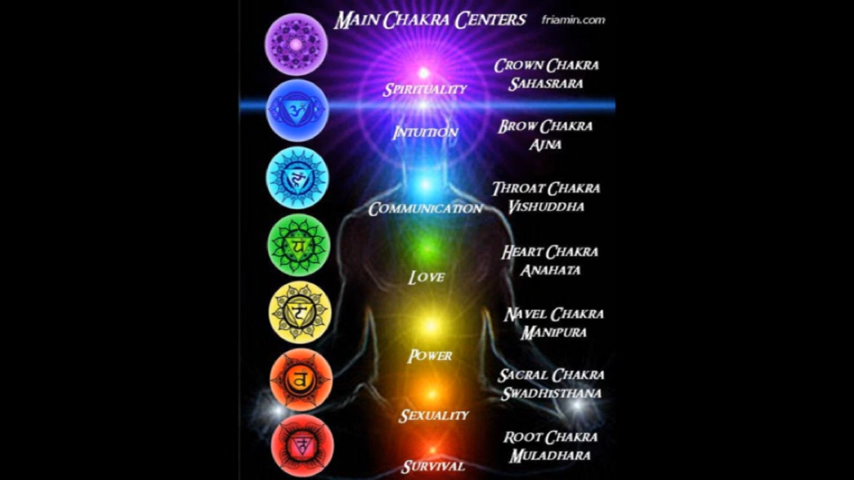 Main Chakra Centers friamin.com
Crown Chakra
Sahasrara
Spirituality
Brow Chakra
Ajna
Intuition
Throat Chakra
Vishuddha
Communication
Heart Chakra
Anahata
Love
Navel Chakra
Manipura
Power
Sacral Chakra
Swadhisthana
Sexuality
Root Chakra
Muladhara
Survival